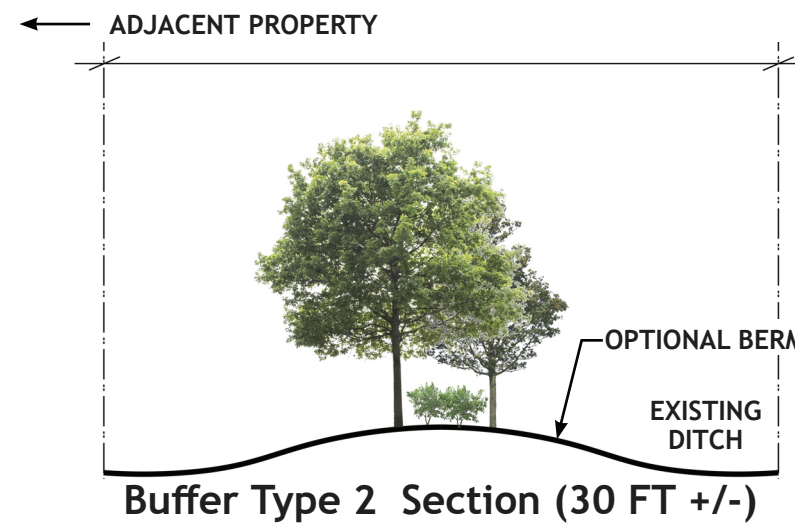 ADJACENT PROPERTY
OPTIONAL BERM
EXISTING
DITCH
Buffer Type 2 Section (30 FT +/-)